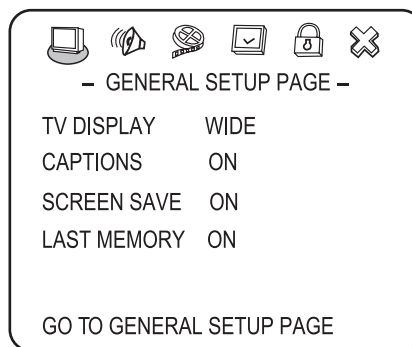 – GENERAL SETUP PAGE –
TV DISPLAY WIDE
CAPTIONS ON
SCREEN SAVE ON
LAST MEMORY ON
GO TO GENERAL SETUP PAGE